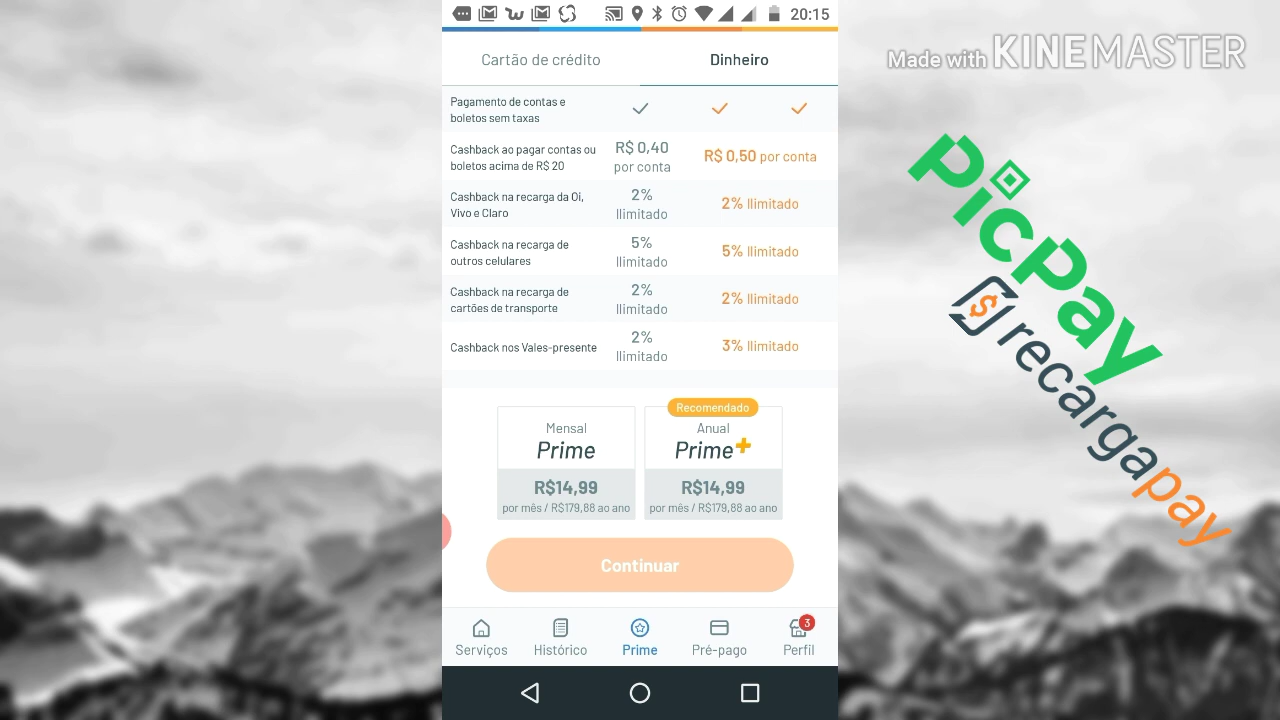 20:15
Made with KINEMASTER
Cartão de crédito
Dinheiro
Pagamento de contas e
boletos sem taxas
Cashback ao pagar contas ou
boletos acima de R$ 20
R$ 0,40
por conta
R$ 0,50 por conta
Cashback na recarga da Oi,
Vivo e Claro
2%
Ilimitado
2% Ilimitado
Cashback na recarga de
outros celulares
5%
Ilimitado
5% Ilimitado
Cashback na recarga de
cartões de transporte
2%
Ilimitado
2% Ilimitado
Cashback nos Vales-presente
2%
Ilimitado
3% Ilimitado
Mensal
Prime
R$14,99
por mês / R$179,88 ao ano
Recomendado
Anual
Prime+
R$14,99
por mês / R$179,88 ao ano
Continuar
Serviços
Histórico
Prime
Pré-pago
3
Perfil
PicPay
$
recargapay